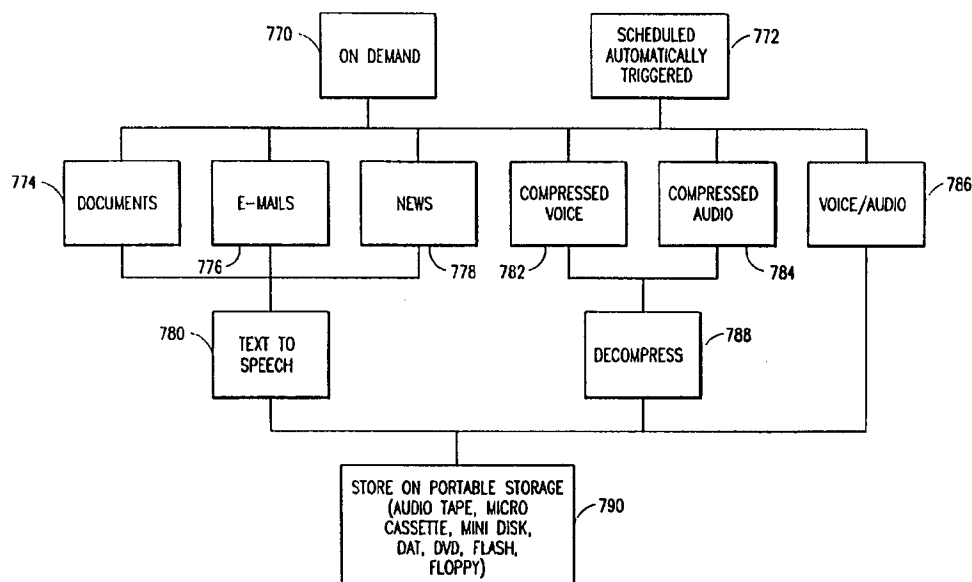 770
ON DEMAND
SCHEDULED
AUTOMATICALLY
TRIGGERED
772
774
DOCUMENTS
E-MAILS
NEWS
COMPRESSED
VOICE
COMPRESSED
AUDIO
VOICE/AUDIO
786
776
778
782
784
780
TEXT TO
SPEECH
DECOMPRESS
788
STORE ON PORTABLE STORAGE
(AUDIO TAPE, MICRO
CASSETTE, MINI DISK,
DAT, DVD, FLASH,
FLOPPY)
790